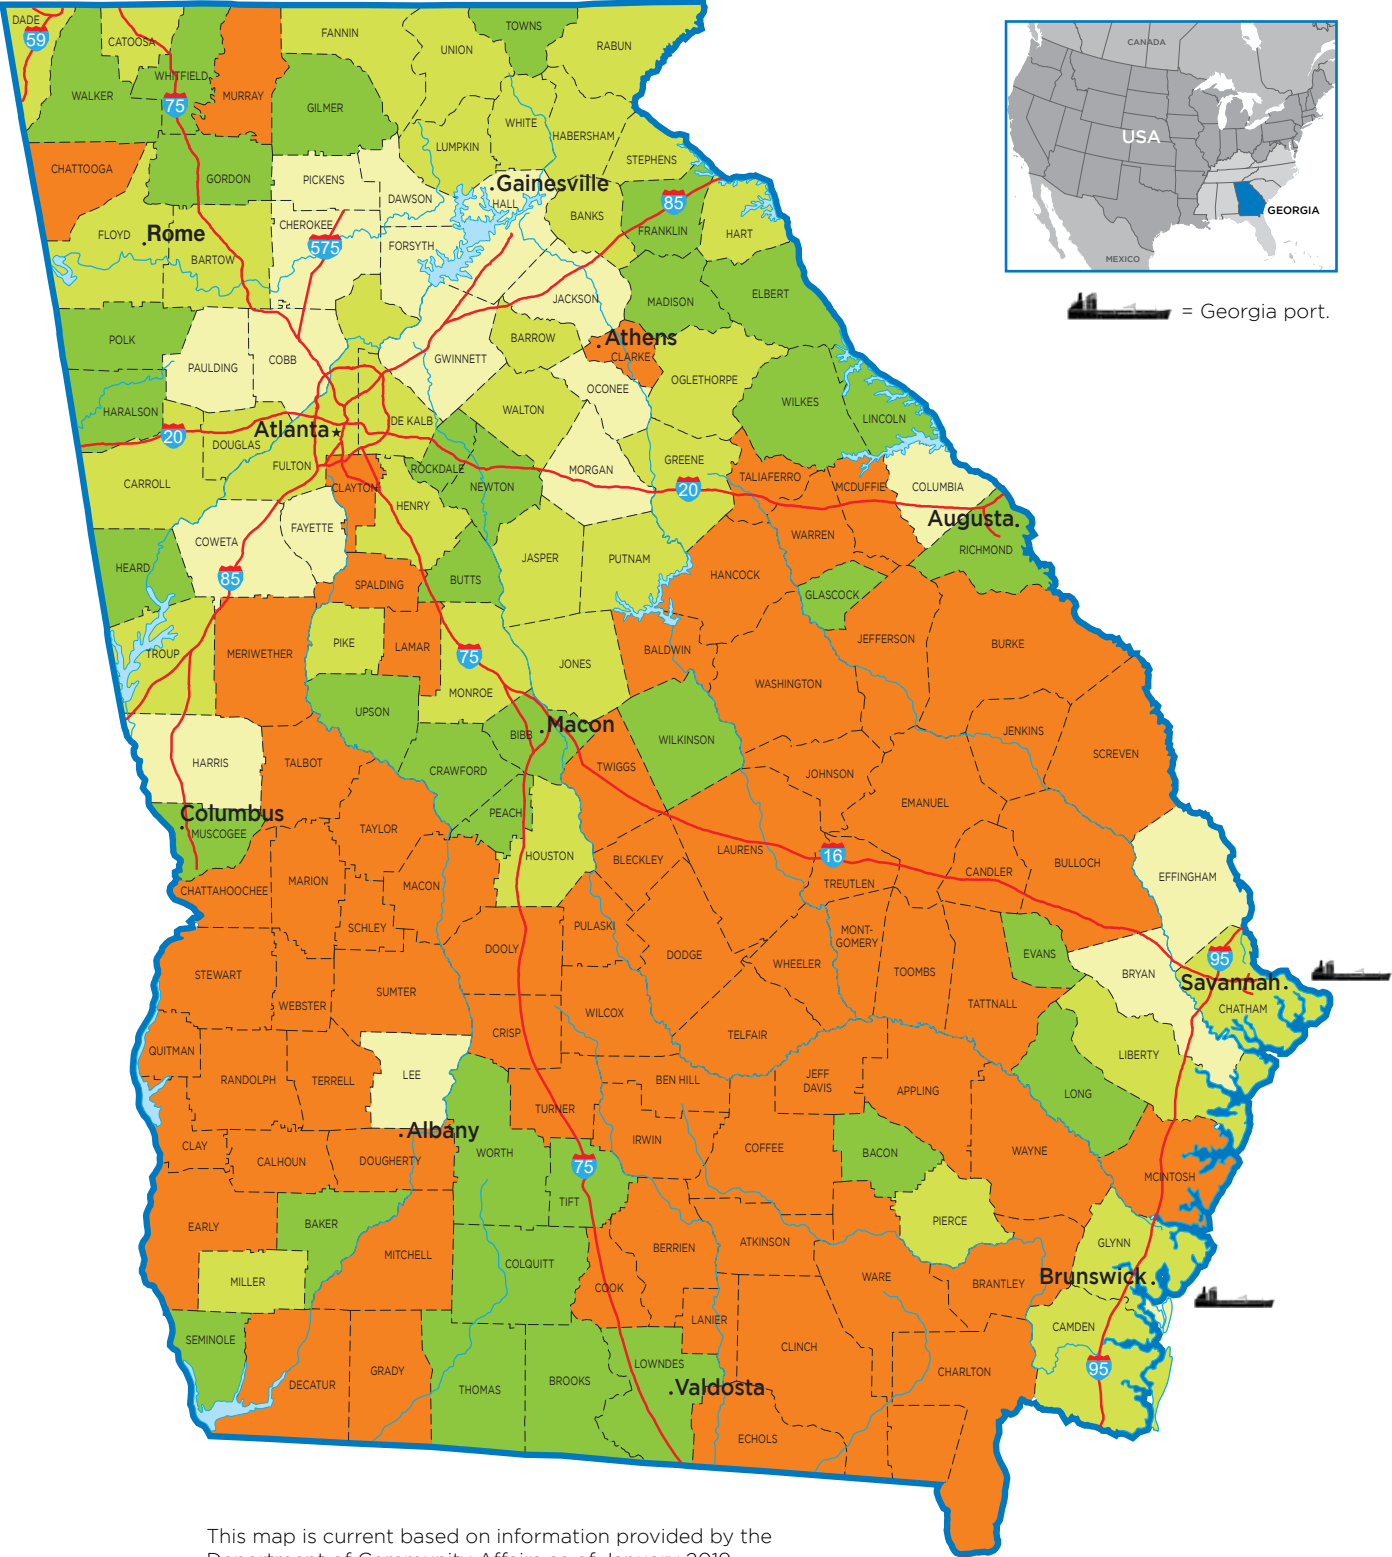 DADE
59
CATOOSA
WHITFIELD
WALKER
75
MURRAY
FANNIN
GILMER
UNION
TOWNS
RABUN
WHITE
LUMPKIN
HABERSHAM
STEPHENS
CHATTOOGA
GORDON
PICKENS
DAWSON
Gainesville
HALL
BANKS
85
FRANKLIN
HART
FLOYD
Rome
BARTOW
CHEROKEE
575
FORSYTH
JACKSON
MADISON
ELBERT
POLK
PAULDING
COBB
GWINNETT
BARROW
Athens
CLARKE
OCONEE
OGLETHORPE
WILKES
LINCOLN
HARALSON
20
DOUGLAS
Atlanta
DE KALB
WALTON
FULTON
CARROLL
CLAYTON
ROCKDALE
NEWTON
HENRY
MORGAN
GREENE
20
TALIAFERRO
MCDUFFIE
COLUMBIA
Augusta
RICHMOND
WARREN
HEARD
COWETA
FAYETTE
85
SPALDING
BUTTS
JASPER
PUTNAM
HANCOCK
GLASCOCK
JEFFERSON
BURKE
TROUP
MERIWETHER
PIKE
LAMAR
75
MONROE
JONES
BALDWIN
WASHINGTON
UPSON
BIBB
Macon
WILKINSON
JENKINS
SCREVEN
HARRIS
TALBOT
CRAWFORD
TWIGGS
JOHNSON
EMANUEL
Columbus
MUSCOGEE
TAYLOR
PEACH
HOUSTON
BLECKLEY
LAURENS
16
TREUTLEN
CANDLER
BULLOCH
EFFINGHAM
CHATTAHOOCHEE
MARION
MACON
SCHLEY
DOOLY
PULASKI
DODGE
MONT-
GOMERY
WHEELER
TOOMBS
EVANS
BRYAN
95
Savannah
CHATHAM
STEWART
WEBSTER
SUMTER
WILCOX
TATTNALL
CRISP
TELFAIR
LIBERTY
QUITMAN
RANDOLPH
TERRELL
LEE
BEN HILL
JEFF
DAVIS
APPLING
LONG
TURNER
Albany
CLAY
CALHOUN
DOUGHERTY
WORTH
75
IRWIN
COFFEE
BACON
WAYNE
MCINTOSH
TIFT
EARLY
BAKER
MITCHELL
MILLER
COLQUITT
COOK
BERRIEN
ATKINSON
PIERCE
WARE
BRANTLEY
GLYNN
Brunswick
SEMINOLE
DECATUR
GRADY
THOMAS
BROOKS
LANIER
LOWNDES
Valdosta
CLINCH
CHARLTON
CAMDEN
95
ECHOLS
CANADA
USA
GEORGIA
MEXICO
= Georgia port.
This map is current based on information provided by the
Department of Community Affairs as of January 2019.